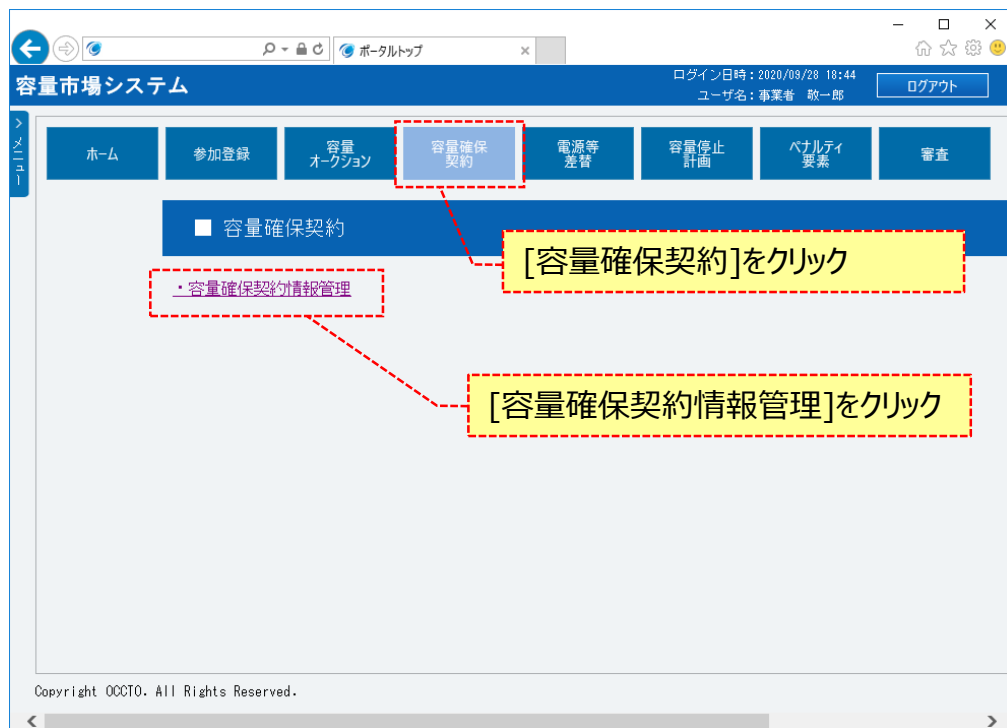 ポータルトップ
容量市場システム
ログイン日時：2020/09/28 18:44
ユーザ名：事業者 敬一郎
ログアウト
メニュー
ホーム
参加登録
容量
オークション
容量確保
契約
電源等
差替
容量停止
計画
ペナルティ
要素
審査
■ 容量確保契約
[容量確保契約]をクリック
・容量確保契約情報管理
[容量確保契約情報管理]をクリック
Copyright OCCTO. All Rights Reserved.